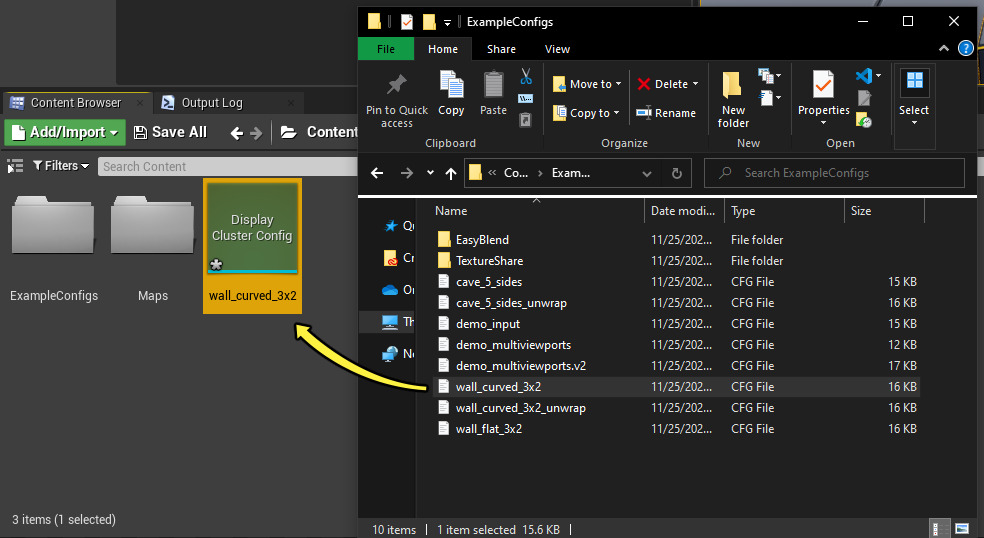 ExampleConfigs
File
Home
Share
View
Content Browser
Output Log
Add/Import
Save All
Content
Filters
Search Content
Display
Cluster Config
ExampleConfigs
Maps
wall_curved_3x2
3 items (1 selected)
Pin to Quick
access
Copy
Paste
Clipboard
Move to
Copy to
Delete
Rename
Organize
New
folder
New
Properties
Open
Select
Co...
Exam...
Search ExampleConfigs
Name Date modi... Type Size
EasyBlend 11/25/202... File folder
TextureShare 11/25/202... File folder
cave_5_sides 11/25/202... CFG File 15 KB
cave_5_sides_unwrap 11/25/202... CFG File 16 KB
demo_input 11/25/202... CFG File 15 KB
demo_multiviewports 11/25/202... CFG File 12 KB
demo_multiviewports.v2 11/25/202... CFG File 17 KB
wall_curved_3x2 11/25/202... CFG File 16 KB
wall_curved_3x2_unwrap 11/25/202... CFG File 16 KB
wall_flat_3x2 11/25/202... CFG File 16 KB
10 items 1 item selected 15.6 KB